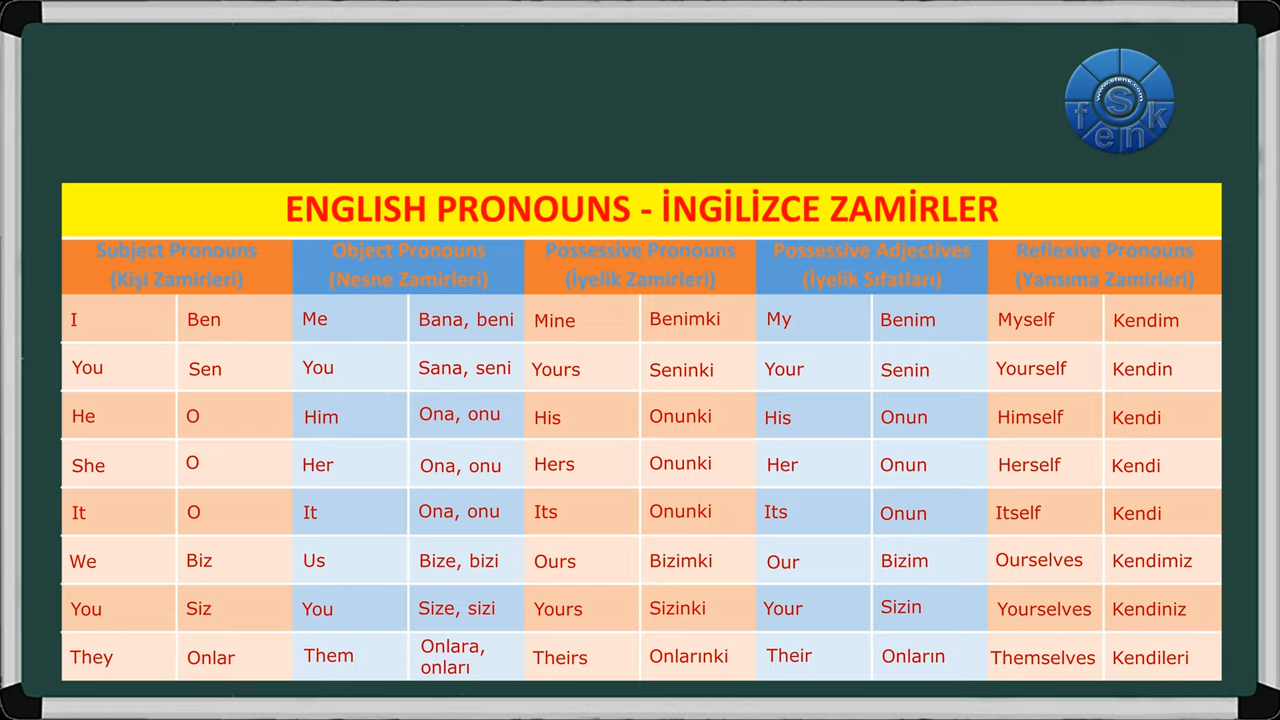 www.sfenk.com
s
f e n k
ENGLISH PRONOUNS - İNGİLİZCE ZAMİRLER
Subject Pronouns (Kişi Zamirleri)
Object Pronouns (Nesne Zamirleri)
Possessive Pronouns (İyelik Zamirleri)
Possessive Adjectives (İyelik Sıfatları)
Reflexive Pronouns (Yansıma Zamirleri)
I Ben Me Bana, beni Mine Benimki My Benim Myself Kendim
You Sen You Sana, seni Yours Seninki Your Senin Yourself Kendin
He O Him Ona, onu His Onunki His Onun Himself Kendi
She O Her Ona, onu Hers Onunki Her Onun Herself Kendi
It O It Ona, onu Its Onunki Its Onun Itself Kendi
We Biz Us Bize, bizi Ours Bizimki Our Bizim Ourselves Kendimiz
You Siz You Size, sizi Yours Sizinki Your Sizin Yourselves Kendiniz
They Onlar Them Onlara, onları Theirs Onlarınki Their Onların Themselves Kendileri